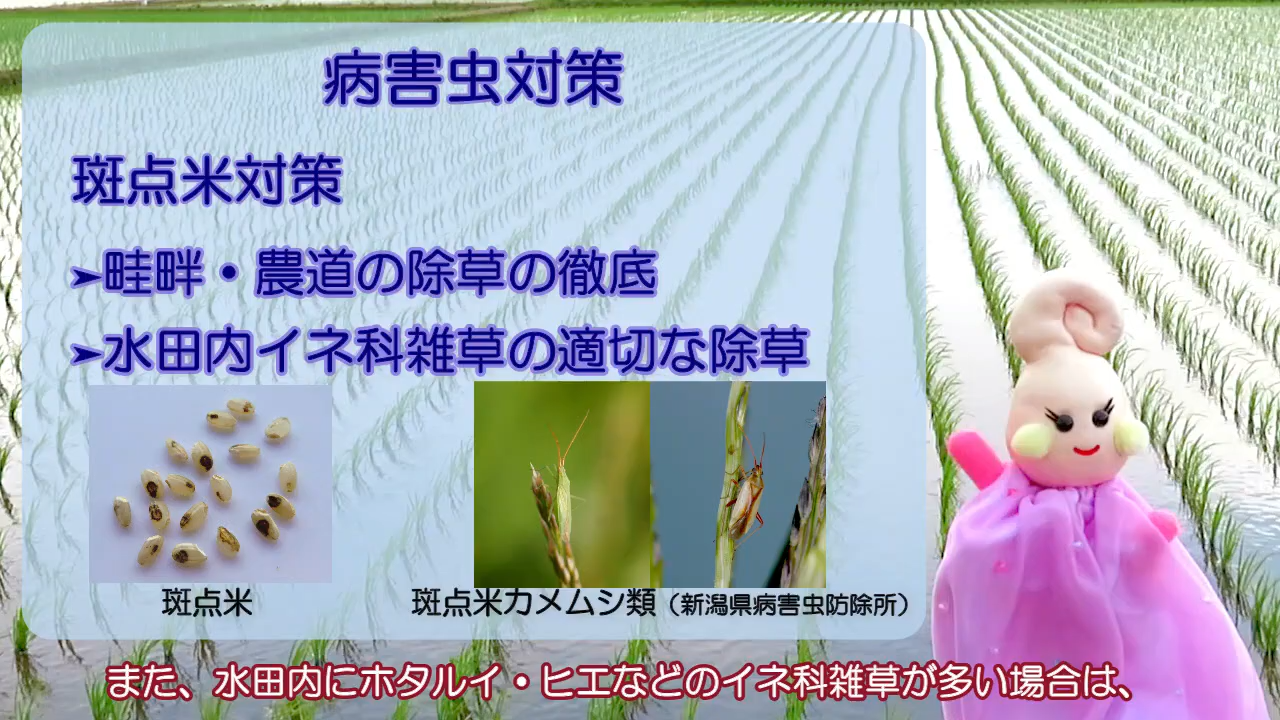 病害虫対策
斑点米対策
➢畦畔・農道の除草の徹底
➢水田内イネ科雑草の適切な除草
斑点米
斑点米カメムシ類（新潟県病害虫防除所）
また、水田内にホタルイ・ヒエなどのイネ科雑草が多い場合は、